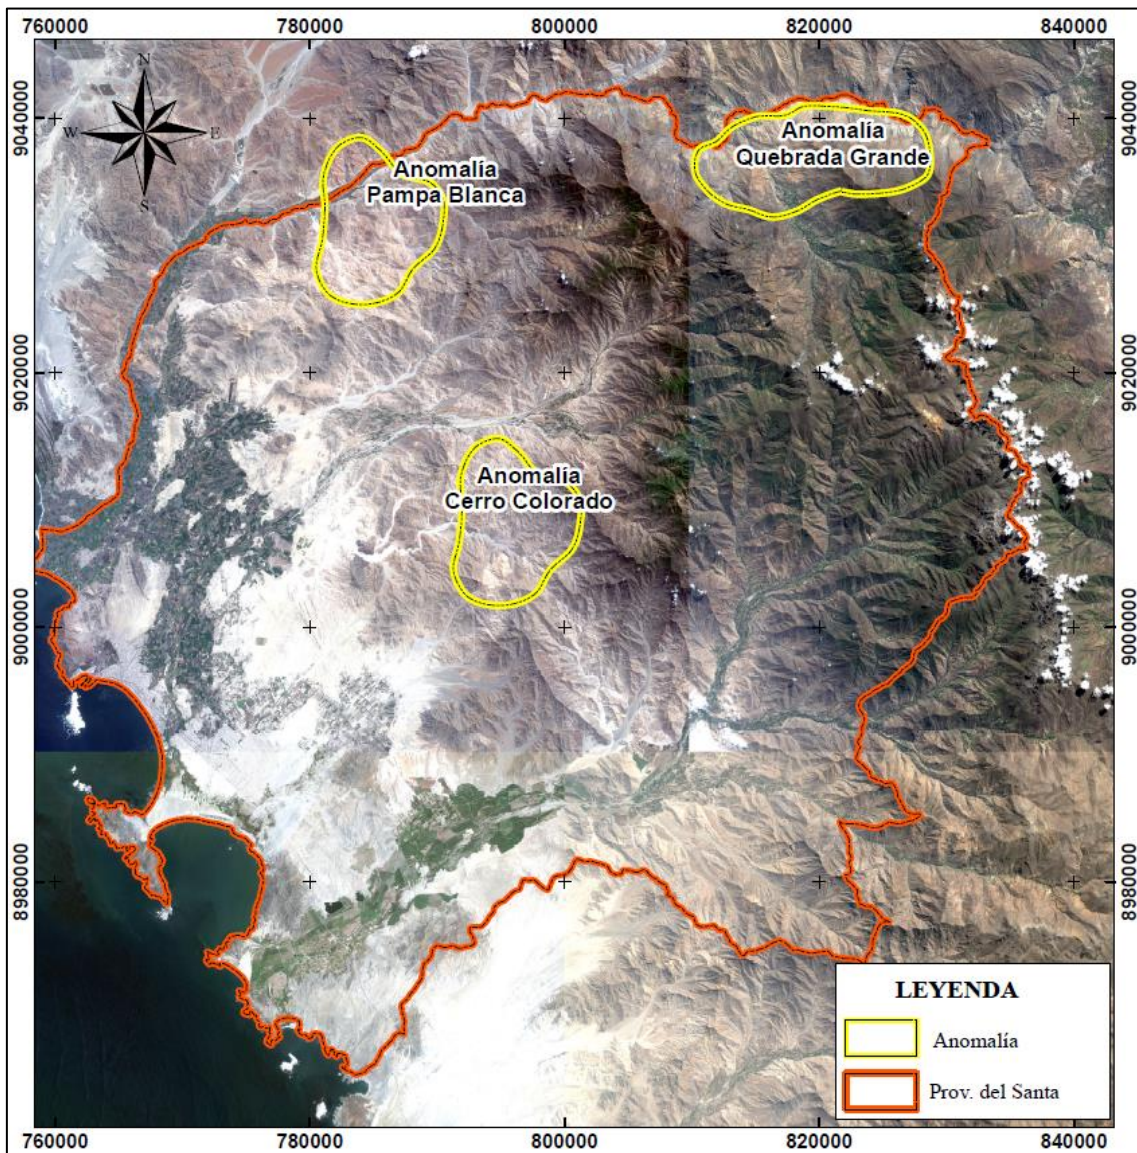 760000 780000 800000 820000 840000
N
W E
S
9040000 9040000
Anomalía
Quebrada Grande
Anomalía
Pampa Blanca
9020000 9020000
Anomalía
Cerro Colorado
9000000 9000000
8980000 8980000
LEYENDA
Anomalía
Prov. del Santa
760000 780000 800000 820000 840000